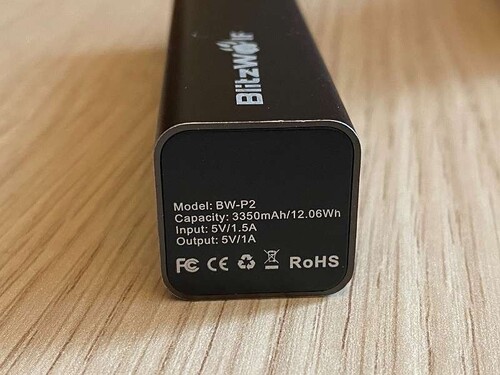 BlitzWolf
Model: BW-P2
Capacity: 3350mAh/12.06Wh
Input: 5V/1.5A
Output: 5V/1A
FC CE RoHS